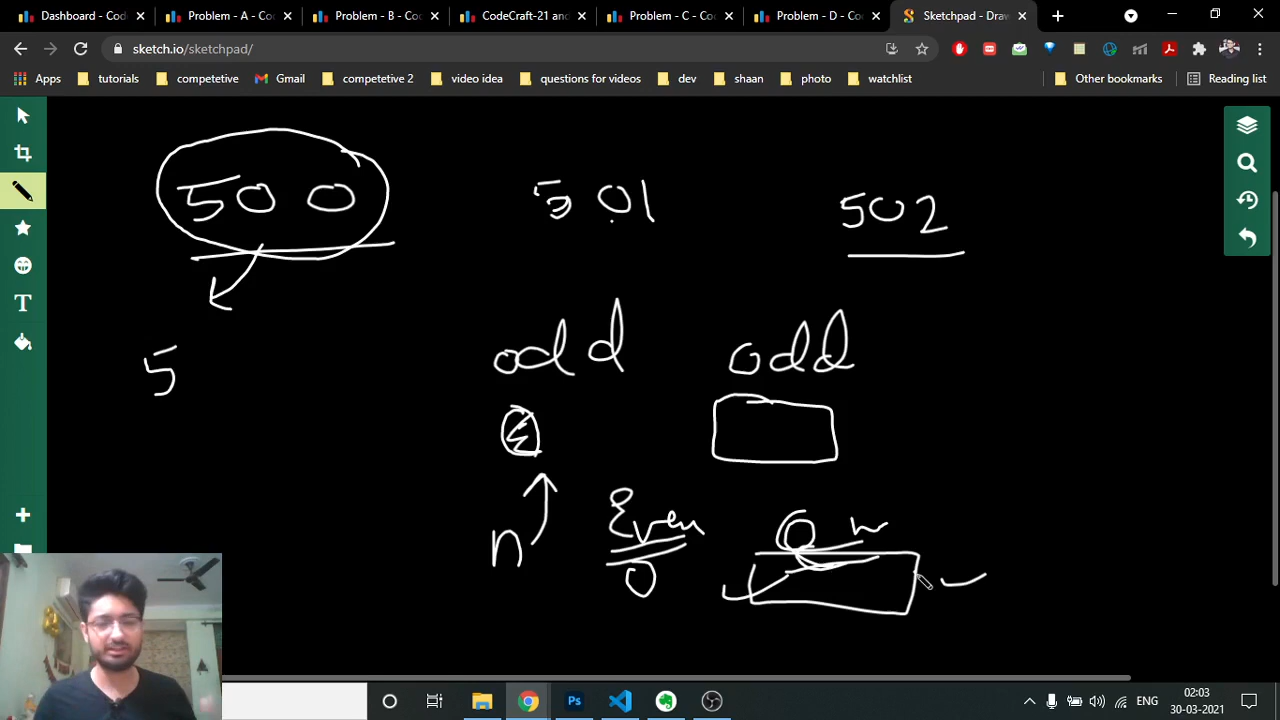 Dashboard - Co
Problem - A - Co
Problem - B - Co
CodeCraft-21 and
Problem - C - Co
Problem - D - Co
Sketchpad - Draw
sketch.io/sketchpad/
Apps
tutorials
competetive
Gmail
competetive 2
video idea
questions for videos
dev
shaan
photo
watchlist
Other bookmarks
Reading list
500
501
502
odd
odd
5
n
Even
0
T
ENG
02:03
30-03-2021